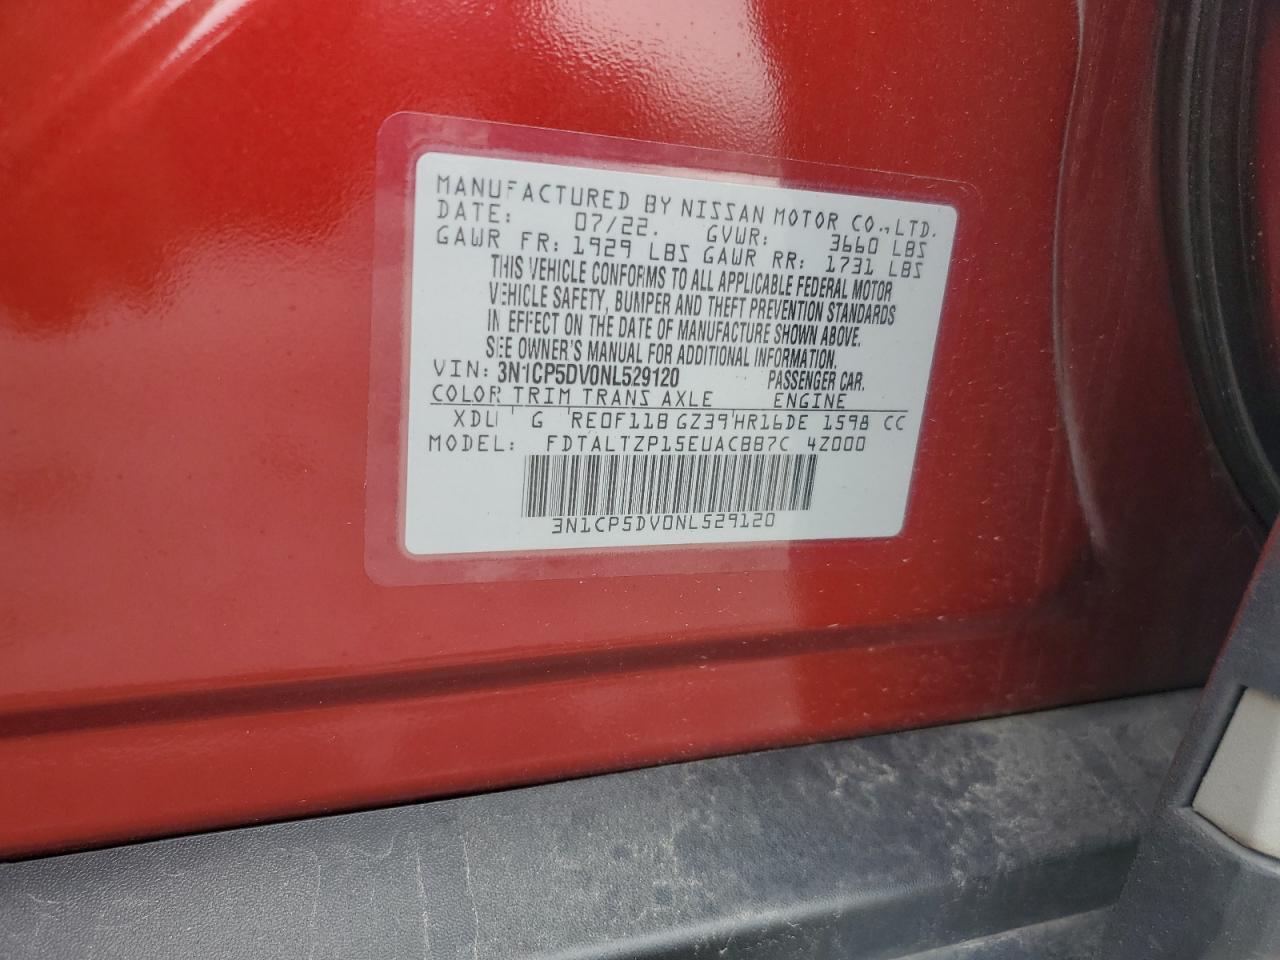 MANUFACTURED BY NISSAN MOTOR CO.,LTD.
DATE: 07/22. GVWR: 3660 LBS
GAWR FR: 1929 LBS GAWR RR: 1731 LBS
THIS VEHICLE CONFORMS TO ALL APPLICABLE FEDERAL MOTOR
VEHICLE SAFETY, BUMPER AND THEFT PREVENTION STANDARDS
IN EFFECT ON THE DATE OF MANUFACTURE SHOWN ABOVE.
SEE OWNER'S MANUAL FOR ADDITIONAL INFORMATION.
VIN: 3N1CP5DV0NL529120 PASSENGER CAR.
COLOR TRIM TRANS AXLE ENGINE
G RE0F11B GZ39 HR16DE 1598 CC
MODEL: FDTALTZP15EUACBB7C 4Z000
3N1CP5DV0NL529120